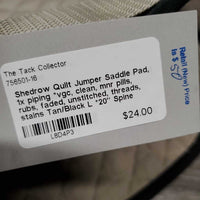 The Tack Collector
756501-16
Shedrow Quilt Jumper Saddle Pad,
1x piping *vgc, clean, mnr pills,
rubs, faded, unstitched, threads,
stains Tan/Black L "20" Spine
$24.00
L8D4P3
Retail (New) Price
is $50